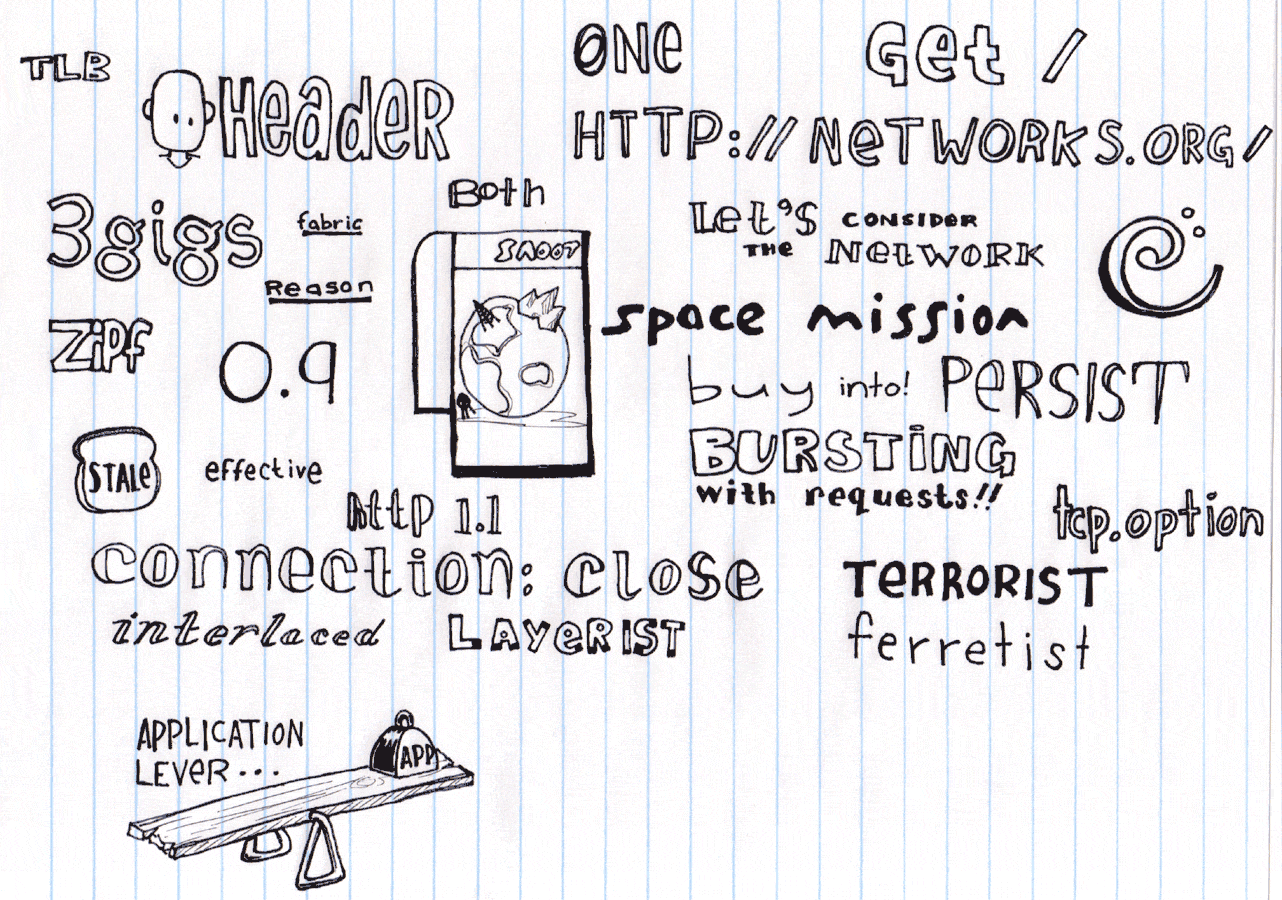 TLB
HeadeR
ONe
Get /
HTTP://NeTWORKS.ORG/
3gigs
fabric
Reason
Both
SNOOT
Let's CONSIDER
THE NetWORK
space mission
ZiPf
0.9
buy into! PeRSIST
BURSTiNG
with requests!!
STALe
effective
http 1.1
tcp.option
connection: close
TeRRORIST
interlaced
LAYeRIST
ferretist
APPLICATION
LEVeR...
APP